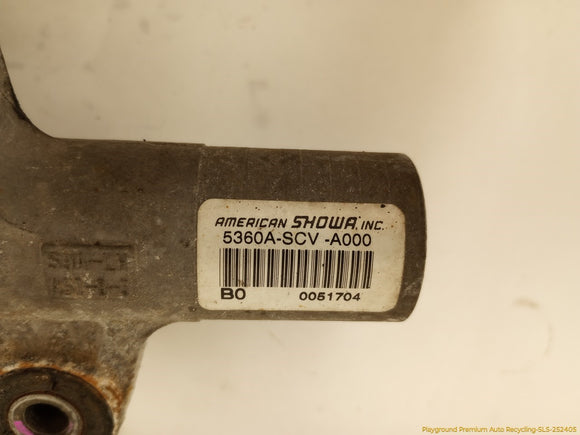 AMERICAN SHOWA INC.
5360A-SCV -A000
B0 0051704
Playground Premium Auto Recycling-SLS-252405